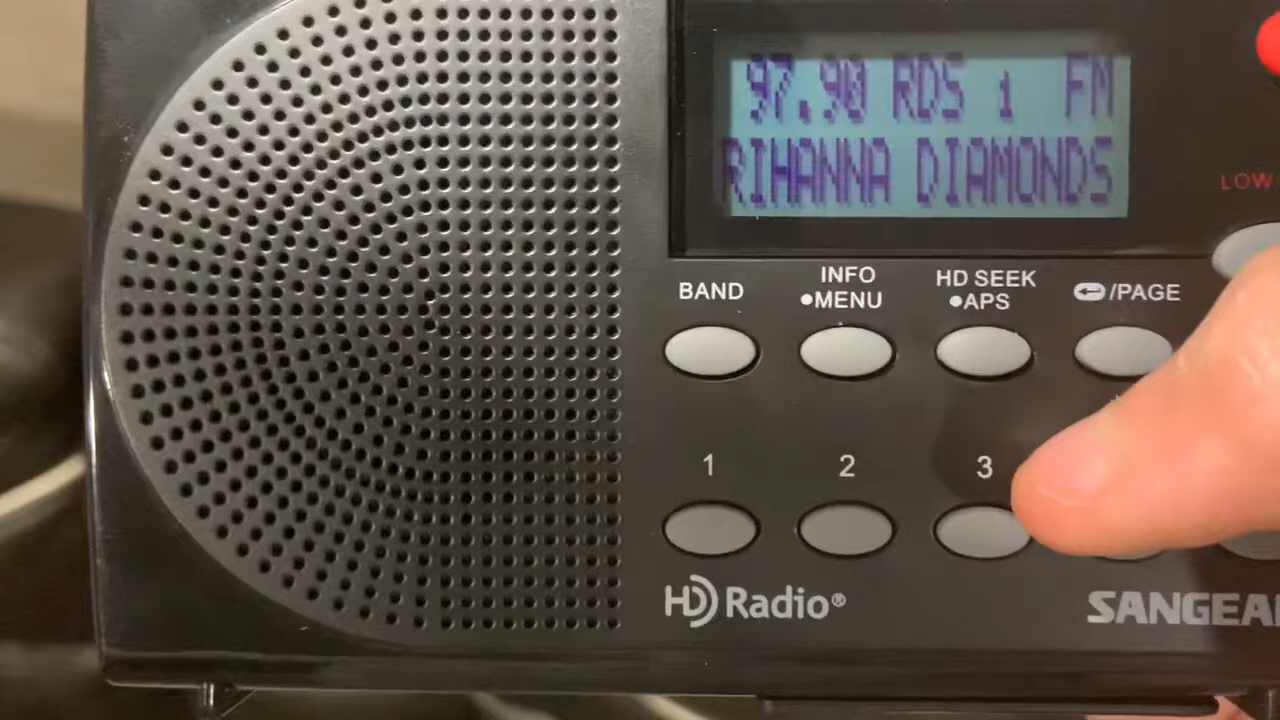 97.90 RDS 1 FM
RIHANNA DIAMONDS
LOW
BAND
INFO
•MENU
HD SEEK
•APS
/PAGE
1
2
3
HD Radio®
SANGEA